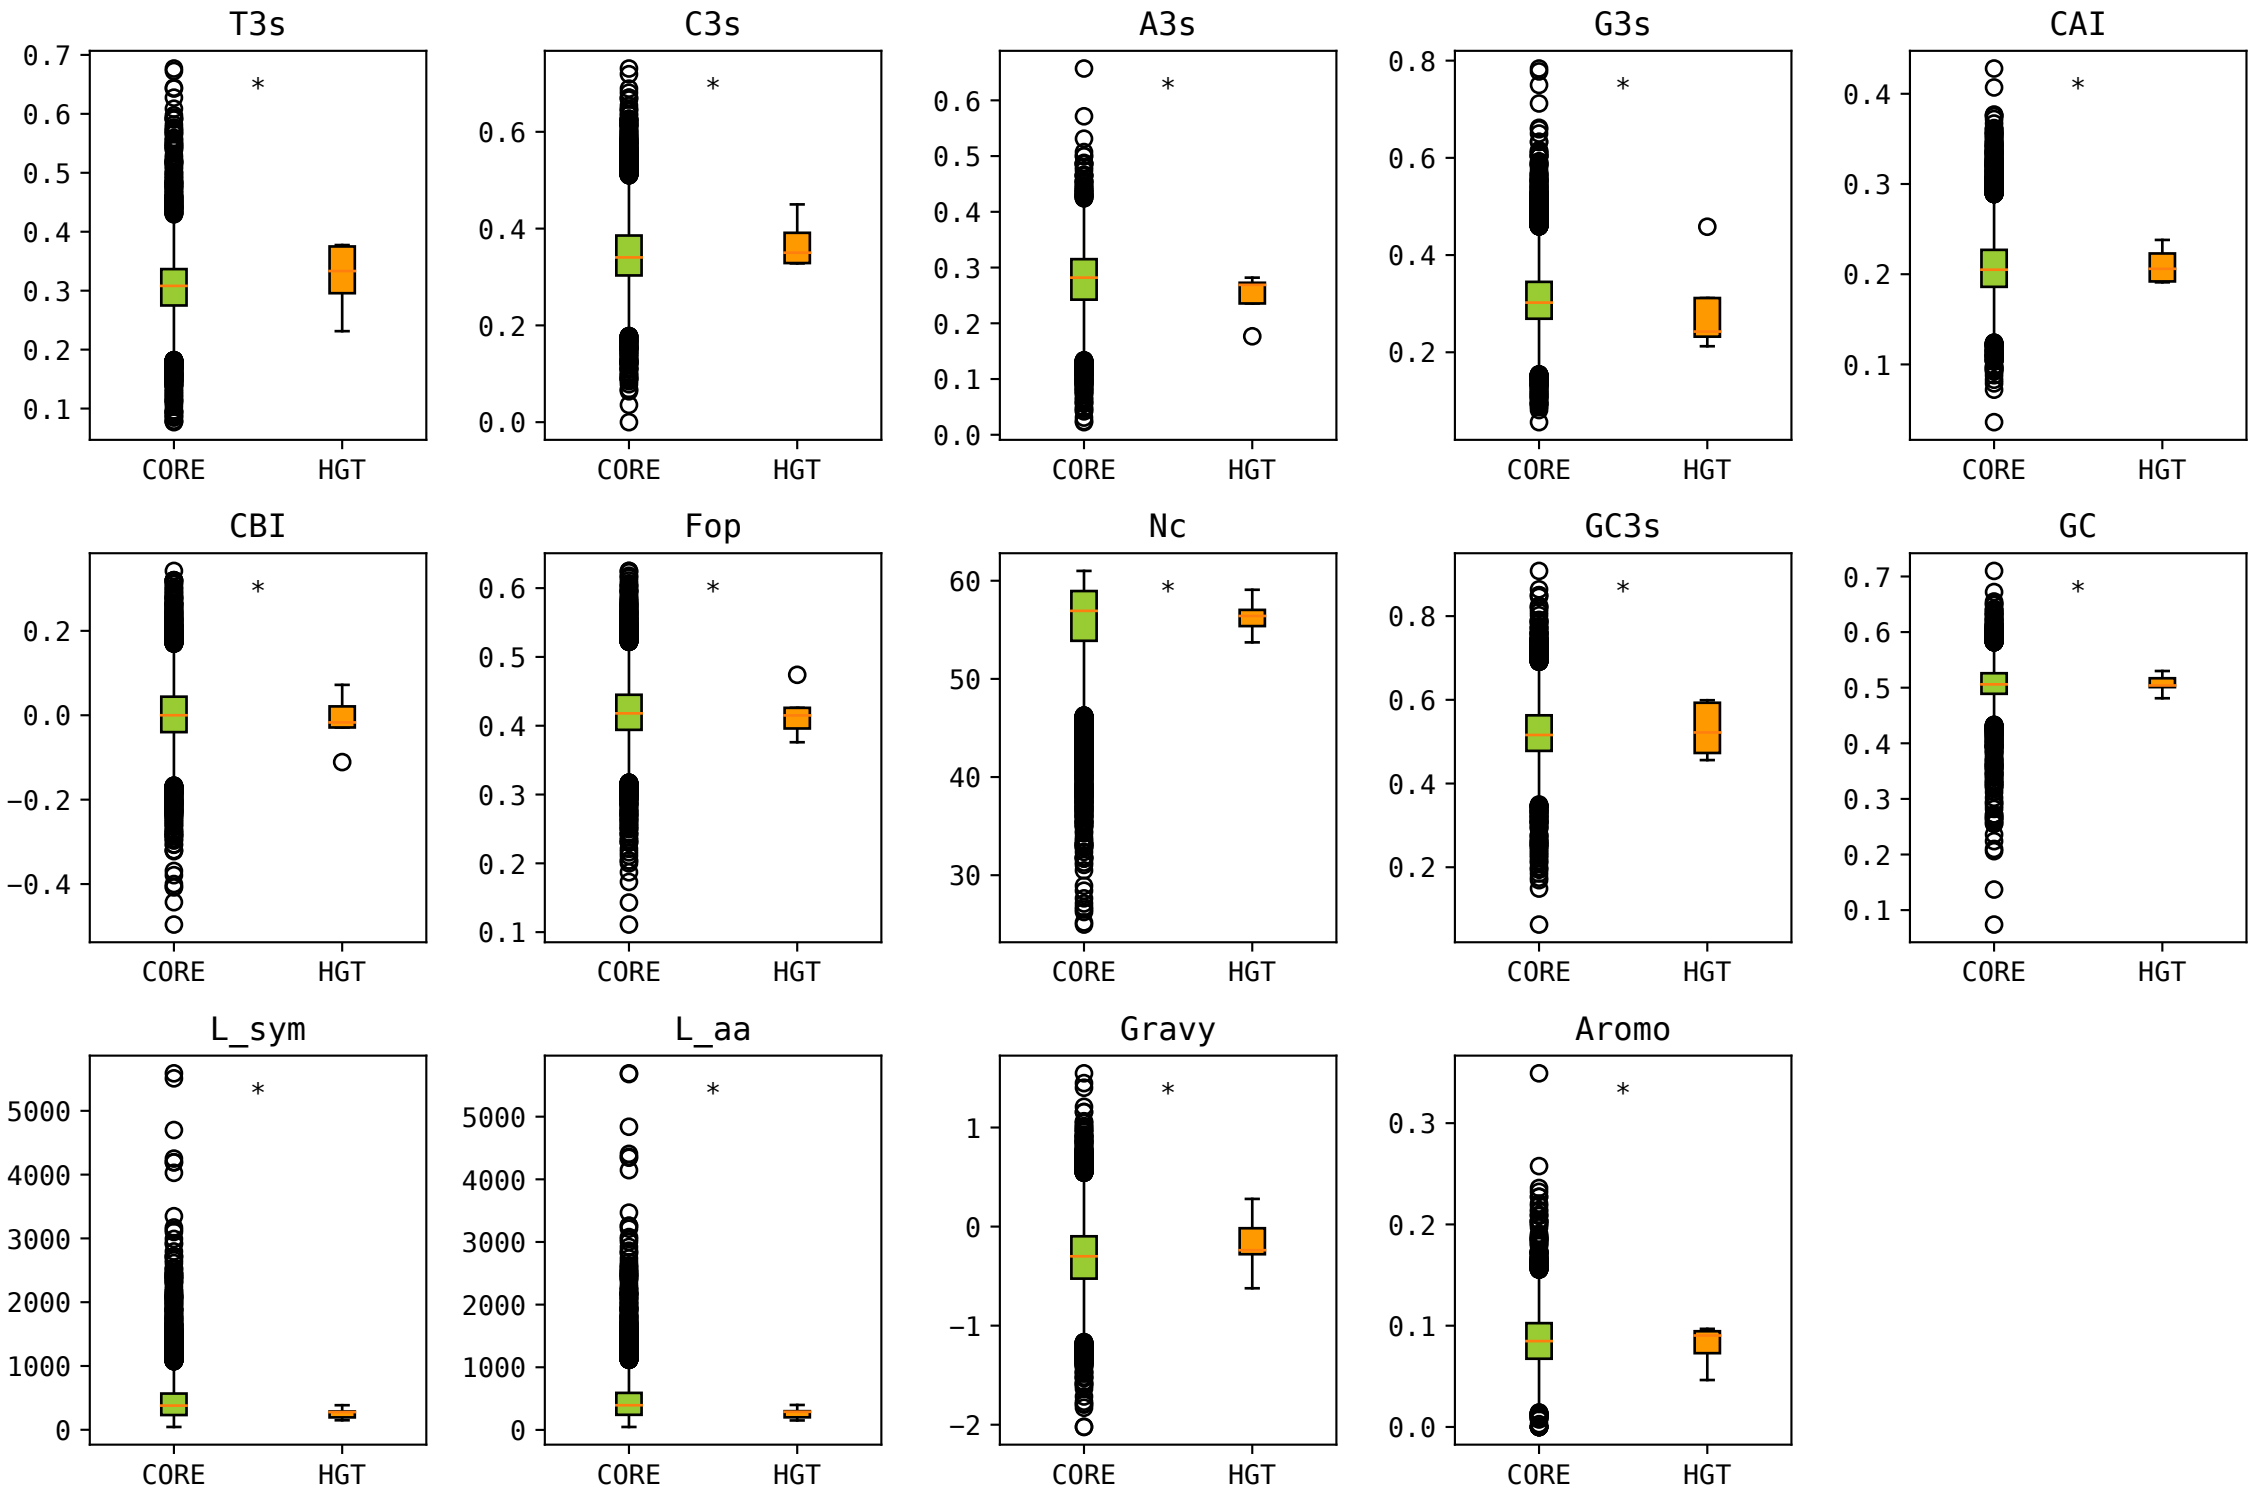 T3s C3s A3s G3s CAI
0.7 0.6 0.5 0.4 0.3 0.2 0.1
*
CORE HGT
0.6 0.4 0.2 0.0
*
CORE HGT
0.6 0.5 0.4 0.3 0.2 0.1 0.0
*
CORE HGT
0.8 0.6 0.4 0.2
*
CORE HGT
0.4 0.3 0.2 0.1
*
CORE HGT
CBI Fop Nc GC3s GC
0.2 0.0 −0.2 −0.4
*
CORE HGT
0.6 0.5 0.4 0.3 0.2 0.1
*
CORE HGT
60 50 40 30
*
CORE HGT
0.8 0.6 0.4 0.2
*
CORE HGT
0.7 0.6 0.5 0.4 0.3 0.2 0.1
*
CORE HGT
L_sym L_aa Gravy Aromo
5000 4000 3000 2000 1000 0
*
CORE HGT
5000 4000 3000 2000 1000 0
*
CORE HGT
1 0 −1 −2
*
CORE HGT
0.3 0.2 0.1 0.0
*
CORE HGT